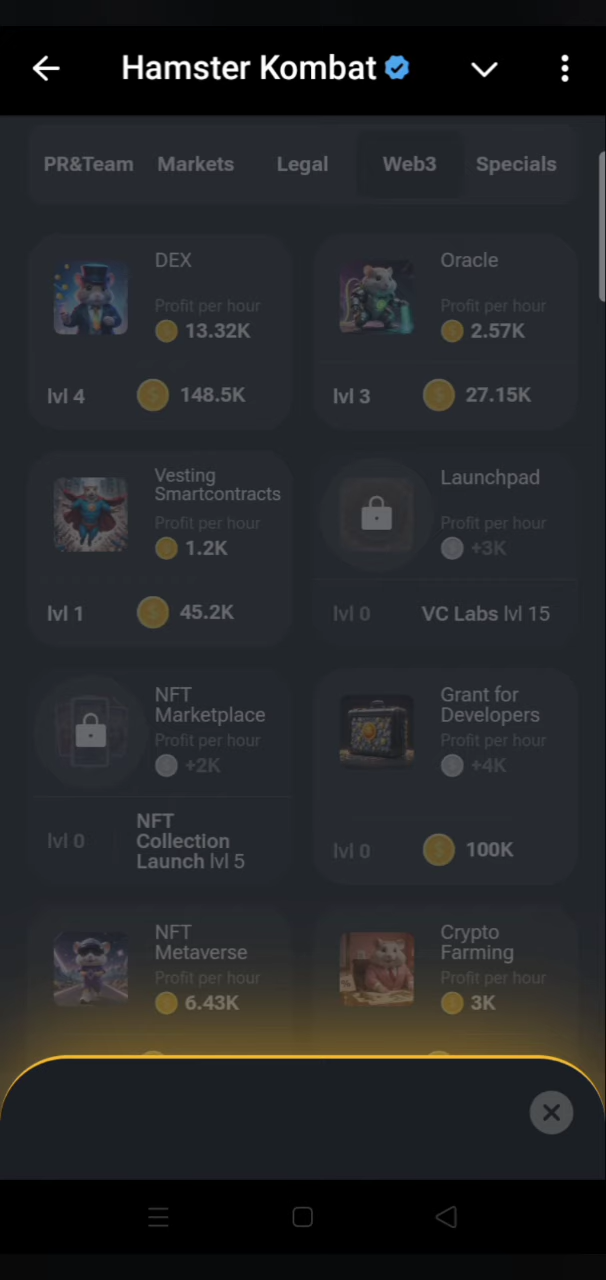 Hamster Kombat
PR&Team Markets Legal Web3 Specials
DEX
Profit per hour
13.32K
lvl 4
148.5K
Oracle
Profit per hour
2.57K
lvl 3
27.15K
Vesting
Smartcontracts
Profit per hour
1.2K
lvl 1
45.2K
Launchpad
Profit per hour
+3K
lvl 0
VC Labs lvl 15
NFT
Marketplace
Profit per hour
+2K
lvl 0
NFT
Collection
Launch lvl 5
Grant for
Developers
Profit per hour
+4K
lvl 0
100K
NFT
Metaverse
Profit per hour
6.43K
Crypto
Farming
Profit per hour
3K